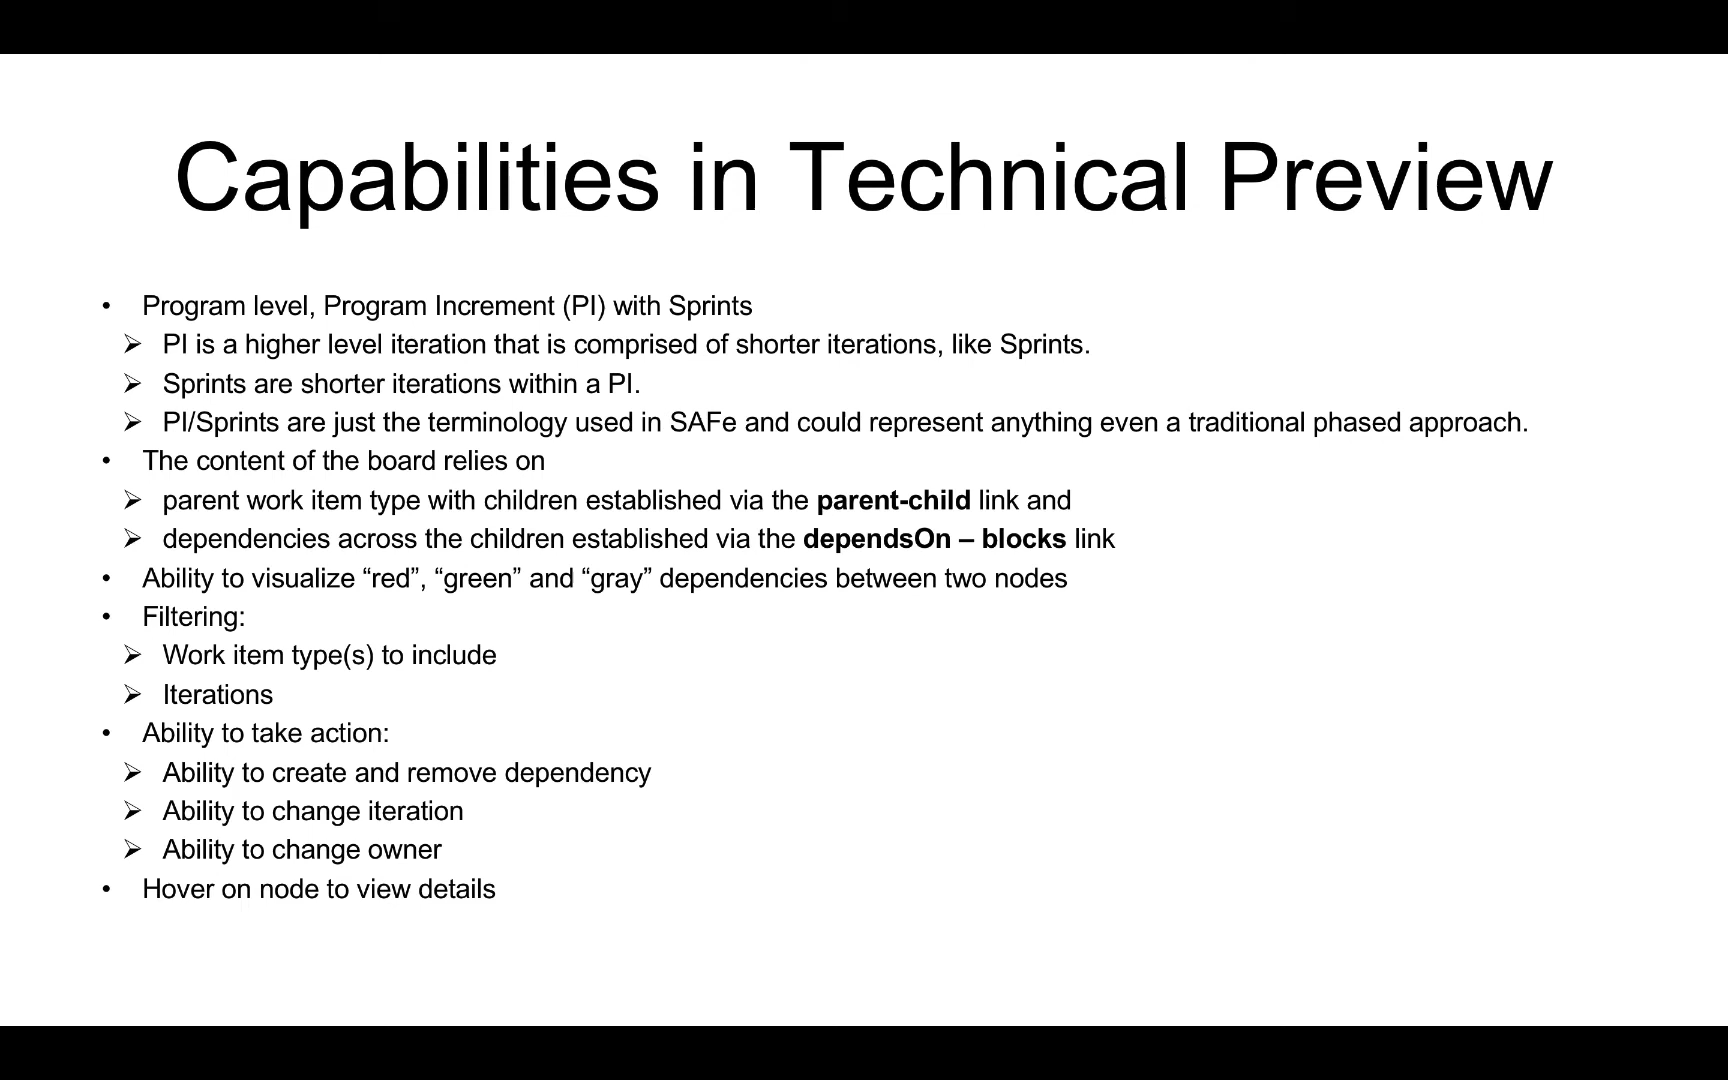 Capabilities in Technical Preview
• Program level, Program Increment (PI) with Sprints
➢ PI is a higher level iteration that is comprised of shorter iterations, like Sprints.
➢ Sprints are shorter iterations within a PI.
➢ PI/Sprints are just the terminology used in SAFe and could represent anything even a traditional phased approach.
• The content of the board relies on
➢ parent work item type with children established via the parent-child link and
➢ dependencies across the children established via the dependsOn – blocks link
• Ability to visualize “red”, “green” and “gray” dependencies between two nodes
• Filtering:
➢ Work item type(s) to include
➢ Iterations
• Ability to take action:
➢ Ability to create and remove dependency
➢ Ability to change iteration
➢ Ability to change owner
• Hover on node to view details